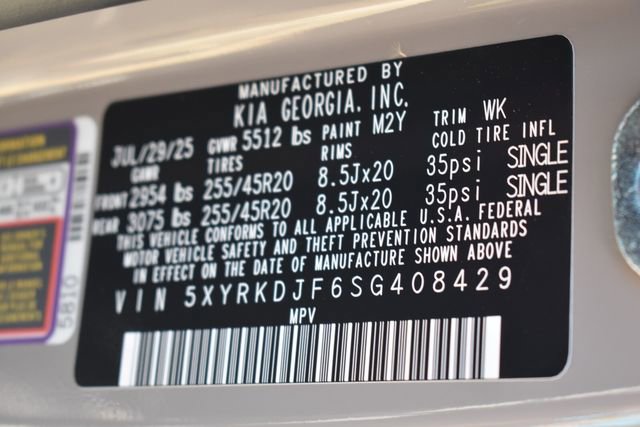 MANUFACTURED BY
KIA GEORGIA, INC.
JUL/29/25 GVWR 5512 lbs PAINT M2Y TRIM WK
GAWR TIRES RIMS COLD TIRE INFL
FRONT 2954 lbs 255/45R20 8.5Jx20 35psi SINGLE
REAR 3075 lbs 255/45R20 8.5Jx20 35psi SINGLE
THIS VEHICLE CONFORMS TO ALL APPLICABLE U.S.A. FEDERAL
MOTOR VEHICLE SAFETY AND THEFT PREVENTION STANDARDS
IN EFFECT ON THE DATE OF MANUFACTURE SHOWN ABOVE
VIN 5XYRKDJF6SG408429
MPV
5810